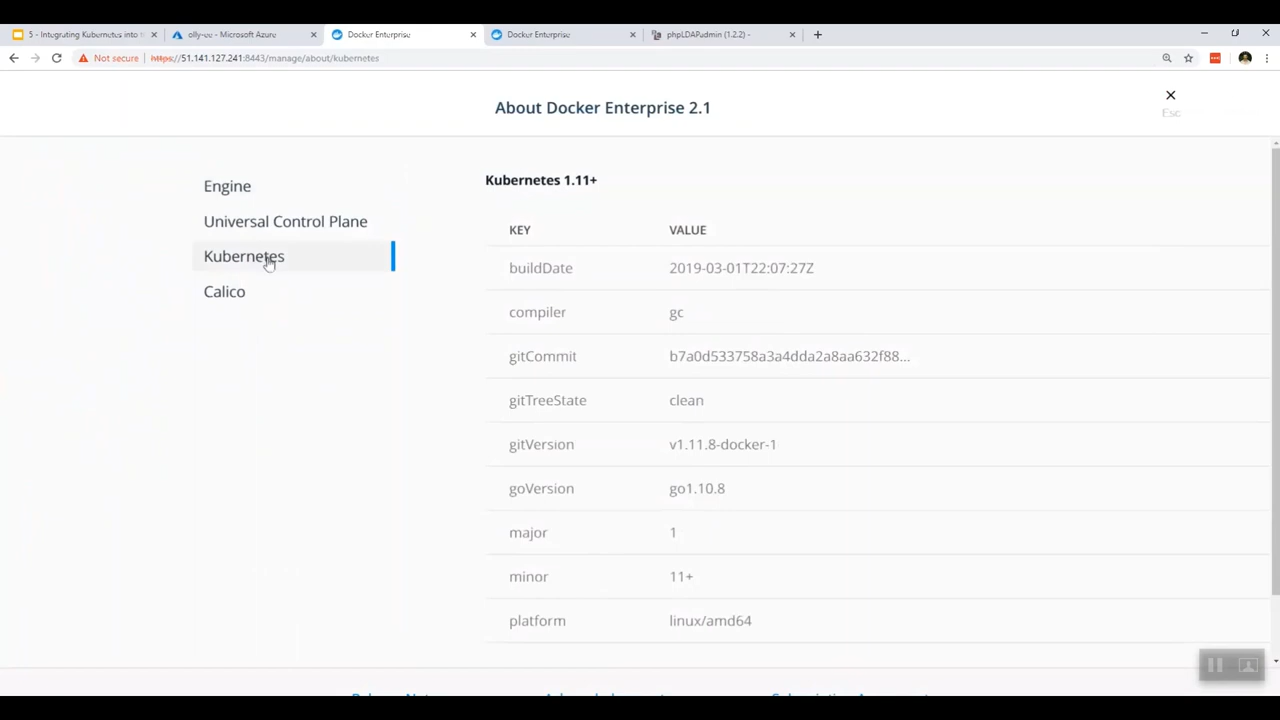 5 - Integrating Kubernetes into
olly-ee - Microsoft Azure
Docker Enterprise
Docker Enterprise
phpLDAPadmin (1.2.2) -
Not secure https://51.141.127.241:8443/manage/about/kubernetes
About Docker Enterprise 2.1
Esc
Engine
Universal Control Plane
Kubernetes
Calico
Kubernetes 1.11+
KEY VALUE
buildDate 2019-03-01T22:07:27Z
compiler gc
gitCommit b7a0d533758a3a4dda2a8aa632f88...
gitTreeState clean
gitVersion v1.11.8-docker-1
goVersion go1.10.8
major 1
minor 11+
platform linux/amd64